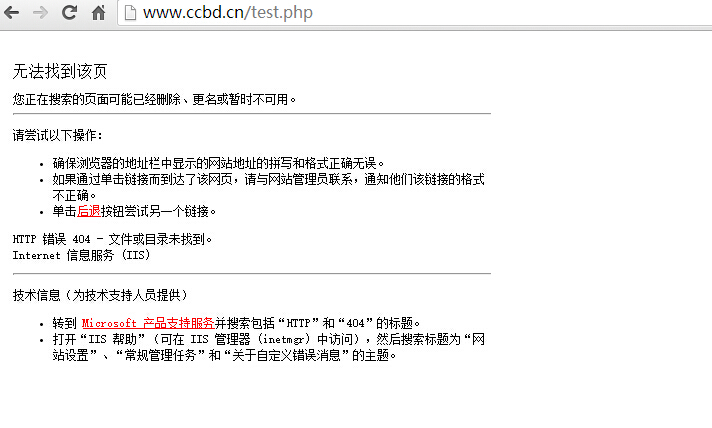 www.ccbd.cn/test.php
无法找到该页
您正在搜索的页面可能已经删除、更名或暂时不可用。
请尝试以下操作：
确保浏览器的地址栏中显示的网站地址的拼写和格式正确无误。
如果通过单击链接而到达了该网页，请与网站管理员联系，通知他们该链接的格式
不正确。
单击后退按钮尝试另一个链接。
HTTP 错误 404 - 文件或目录未找到。
Internet 信息服务 (IIS)
技术信息（为技术支持人员提供）
转到 Microsoft 产品支持服务并搜索包括“HTTP”和“404”的标题。
打开“IIS 帮助”（可在 IIS 管理器 (inetmgr) 中访问），然后搜索标题为“网
站设置”、“常规管理任务”和“关于自定义错误消息”的主题。